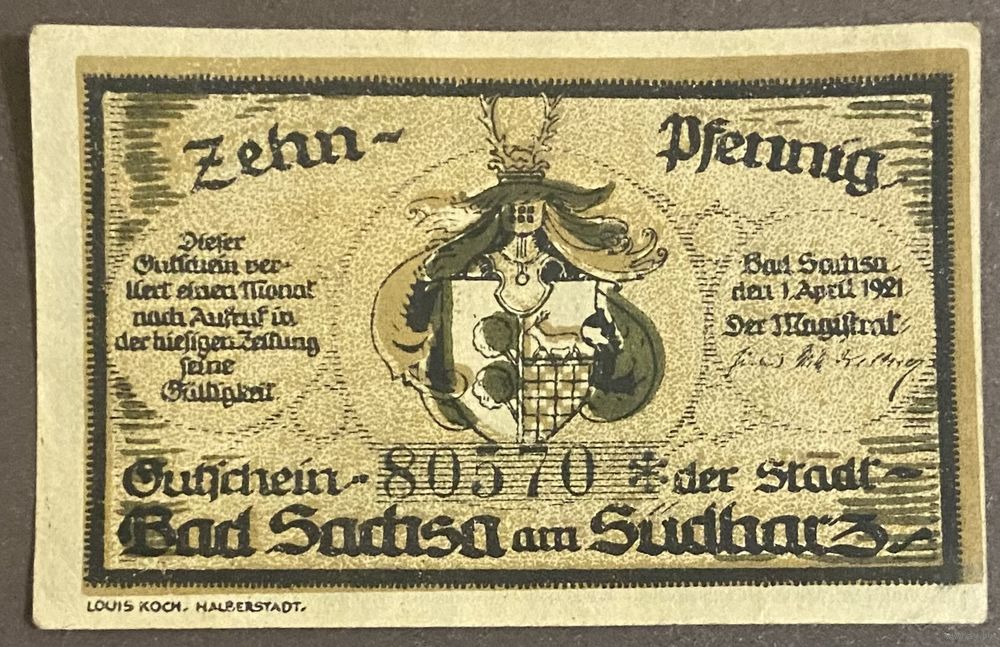 Zehn-
Pfennig
Dieser
Gutschein ver-
liert einen Monat
nach Aufruf in
der hiesigen Zeitung
seine
Gültigkeit
Bad Sachsa,
den 1. April 1921
Der Magistrat
Gutschein - 80570 * der Stadt -
Bad Sachsa am Südharz.
LOUIS KOCH. HALBERSTADT.